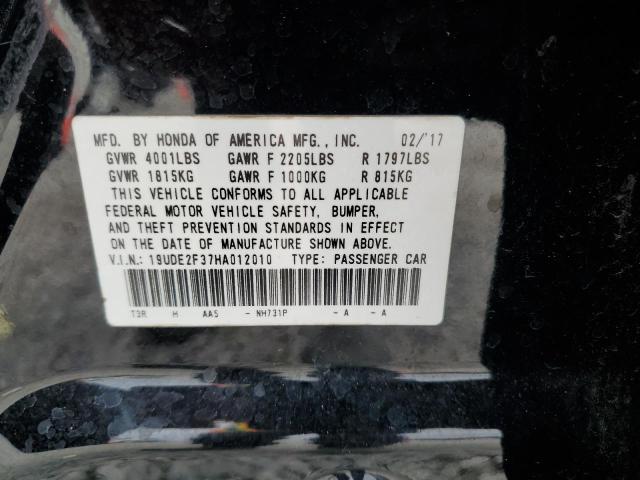 MFD. BY HONDA OF AMERICA MFG., INC. 02/'17
GVWR 4001LBS GAWR F 2205LBS R 1797LBS
GVWR 1815KG GAWR F 1000KG R 815KG
THIS VEHICLE CONFORMS TO ALL APPLICABLE
FEDERAL MOTOR VEHICLE SAFETY, BUMPER,
AND THEFT PREVENTION STANDARDS IN EFFECT
ON THE DATE OF MANUFACTURE SHOWN ABOVE.
V.I.N.: 19UDE2F37HA012010 TYPE: PASSENGER CAR
T3R H AA5 - NH731P - A - A